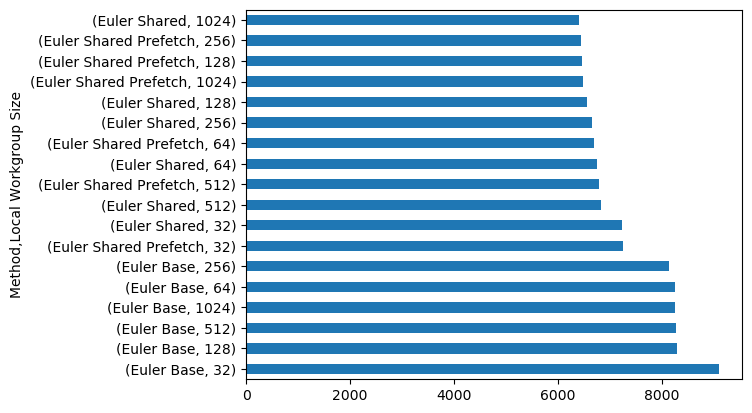 (Euler Shared, 1024)
(Euler Shared Prefetch, 256)
(Euler Shared Prefetch, 128)
(Euler Shared Prefetch, 1024)
(Euler Shared, 128)
(Euler Shared, 256)
(Euler Shared Prefetch, 64)
(Euler Shared, 64)
(Euler Shared Prefetch, 512)
(Euler Shared, 512)
(Euler Shared, 32)
(Euler Shared Prefetch, 32)
(Euler Base, 256)
(Euler Base, 64)
(Euler Base, 1024)
(Euler Base, 512)
(Euler Base, 128)
(Euler Base, 32)
Method,Local Workgroup Size
0 2000 4000 6000 8000